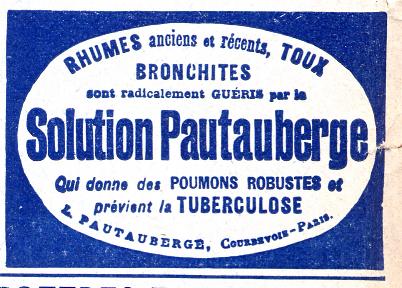 RHUMES anciens et récents, TOUX
BRONCHITES
sont radicalement GUÉRIS par la
Solution Pautauberge
Qui donne des POUMONS ROBUSTES et
prévient la TUBERCULOSE
L. PAUTAUBERGE, COURBEVOIE-PARIS.